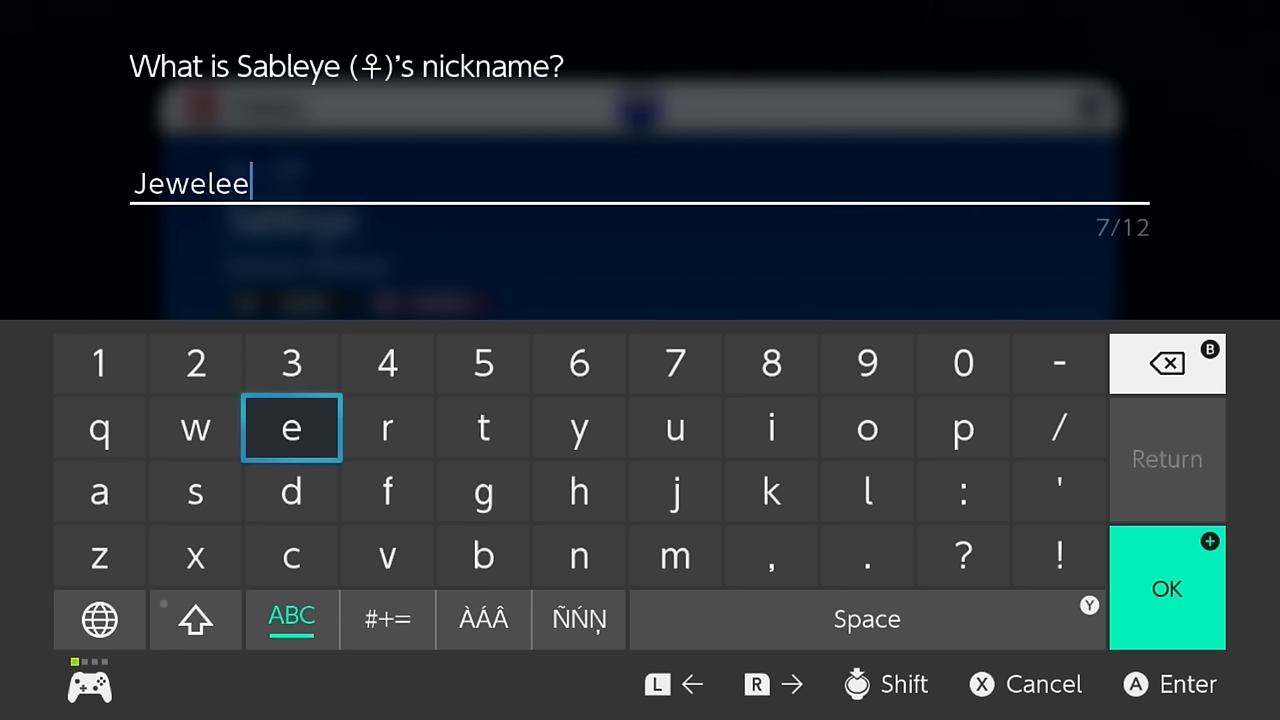 What is Sableye (♀)'s nickname?
Jewelee
7/12
1 2 3 4 5 6 7 8 9 0 - B
q w e r t y u i o p /
Return
a s d f g h j k l : '
z x c v b n m , . ? ! +
OK
ABC #+= ÀÁÂ ÑŃŅ Space Y
L ← R → Shift X Cancel A Enter